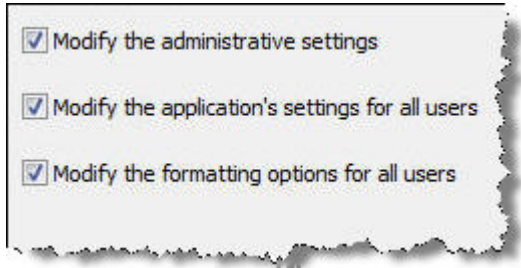 Modify the administrative settings
Modify the application's settings for all users
Modify the formatting options for all users